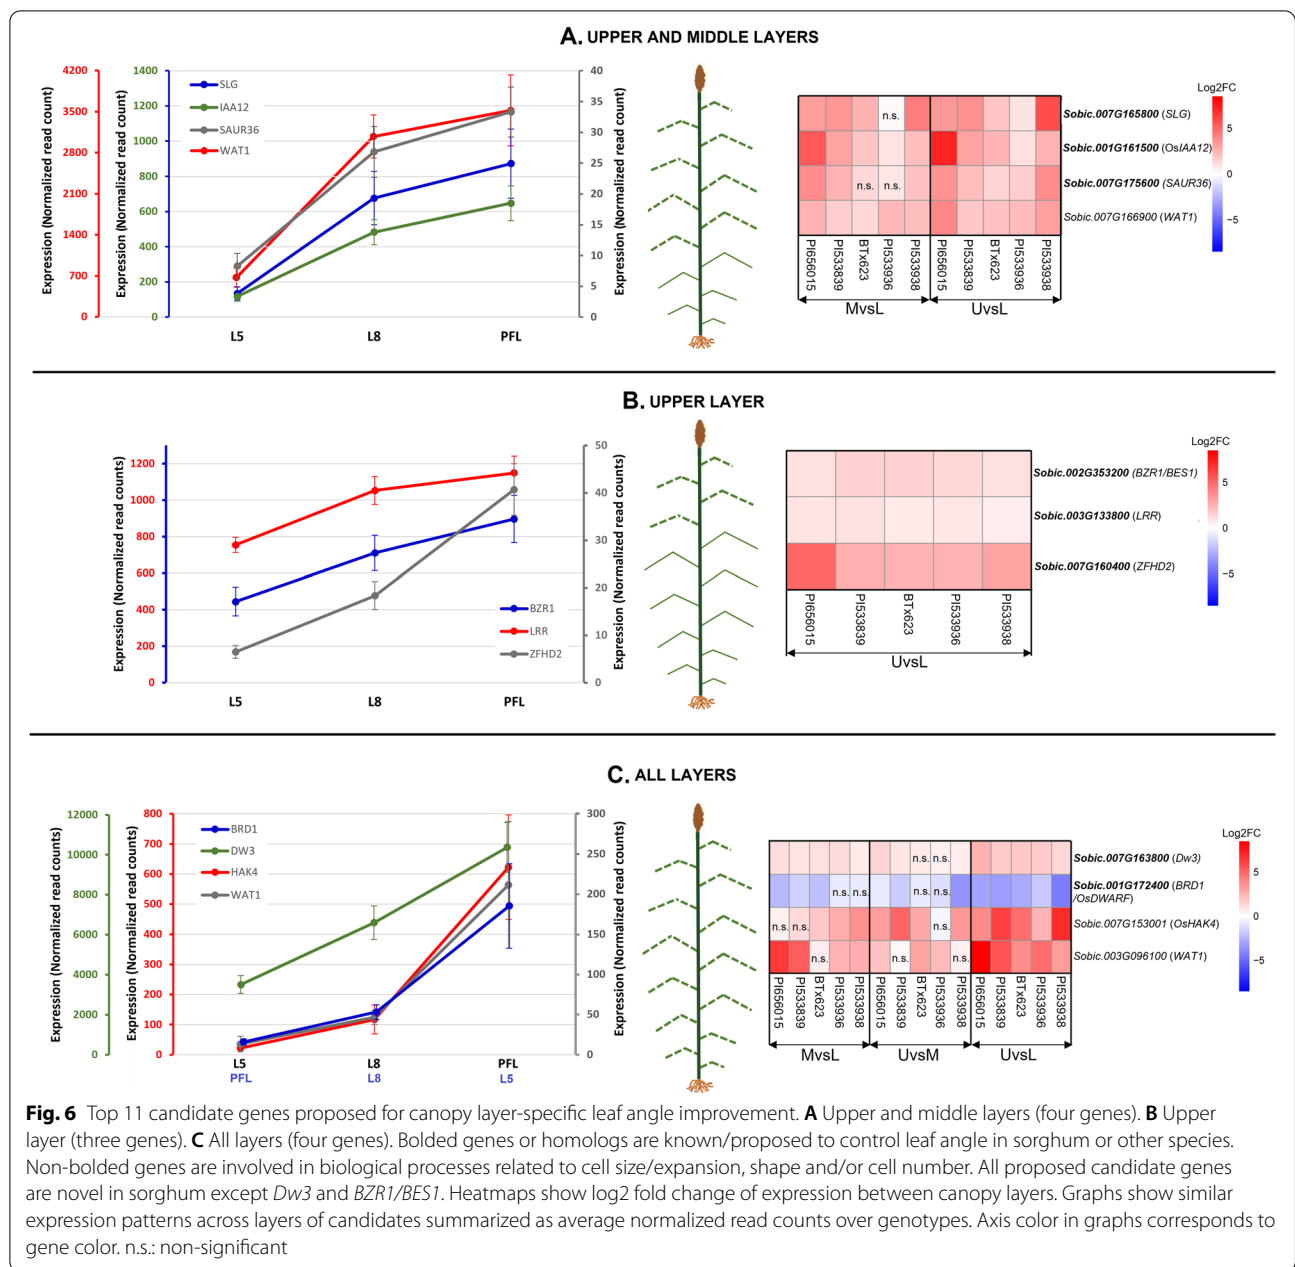 A. UPPER AND MIDDLE LAYERS
Expression (Normalized read count)
4200
3500
2800
2100
1400
700
0
Expression (Normalized read count)
1400
1200
1000
800
600
400
200
0
SLG
IAA12
SAUR36
WAT1
40
35
30
25
20
15
10
5
0
Expression (Normalized read count)
L5 L8 PFL
n.s.
n.s. n.s.
Sobic.007G165800 (SLG)
Sobic.001G161500 (OsIAA12)
Sobic.007G175600 (SAUR36)
Sobic.007G166900 (WAT1)
PI656015 PI533839 BTx623 PI533936 PI533938 PI656015 PI533839 BTx623 PI533936 PI533938
MvsL UvsL
Log2FC
5
0
−5
B. UPPER LAYER
Expression (Normalized read counts)
1200
1000
800
600
400
200
0
BZR1
LRR
ZFHD2
50
40
30
20
10
0
Expression (Normalized read counts)
L5 L8 PFL
Sobic.002G353200 (BZR1/BES1)
Sobic.003G133800 (LRR)
Sobic.007G160400 (ZFHD2)
PI656015 PI533839 BTx623 PI533936 PI533938
UvsL
Log2FC
5
0
−5
C. ALL LAYERS
Expression (Normalized read counts)
12000
10000
8000
6000
4000
2000
0
Expression (Normalized read counts)
800
700
600
500
400
300
200
100
0
BRD1
DW3
HAK4
WAT1
300
250
200
150
100
50
0
Expression (Normalized read counts)
L5 L8 PFL
PFL L8 L5
n.s. n.s.
n.s. n.s. n.s. n.s.
n.s. n.s. n.s.
n.s. n.s. n.s.
Sobic.007G163800 (Dw3)
Sobic.001G172400 (BRD1
/OsDWARF)
Sobic.007G153001 (OsHAK4)
Sobic.003G096100 (WAT1)
PI656015 PI533839 BTx623 PI533936 PI533938 PI656015 PI533839 BTx623 PI533936 PI533938 PI656015 PI533839 BTx623 PI533936 PI533938
MvsL UvsM UvsL
Log2FC
5
0
−5
Fig. 6 Top 11 candidate genes proposed for canopy layer-specific leaf angle improvement. A Upper and middle layers (four genes). B Upper
layer (three genes). C All layers (four genes). Bolded genes or homologs are known/proposed to control leaf angle in sorghum or other species.
Non-bolded genes are involved in biological processes related to cell size/expansion, shape and/or cell number. All proposed candidate genes
are novel in sorghum except Dw3 and BZR1/BES1. Heatmaps show log2 fold change of expression between canopy layers. Graphs show similar
expression patterns across layers of candidates summarized as average normalized read counts over genotypes. Axis color in graphs corresponds to
gene color. n.s.: non-significant